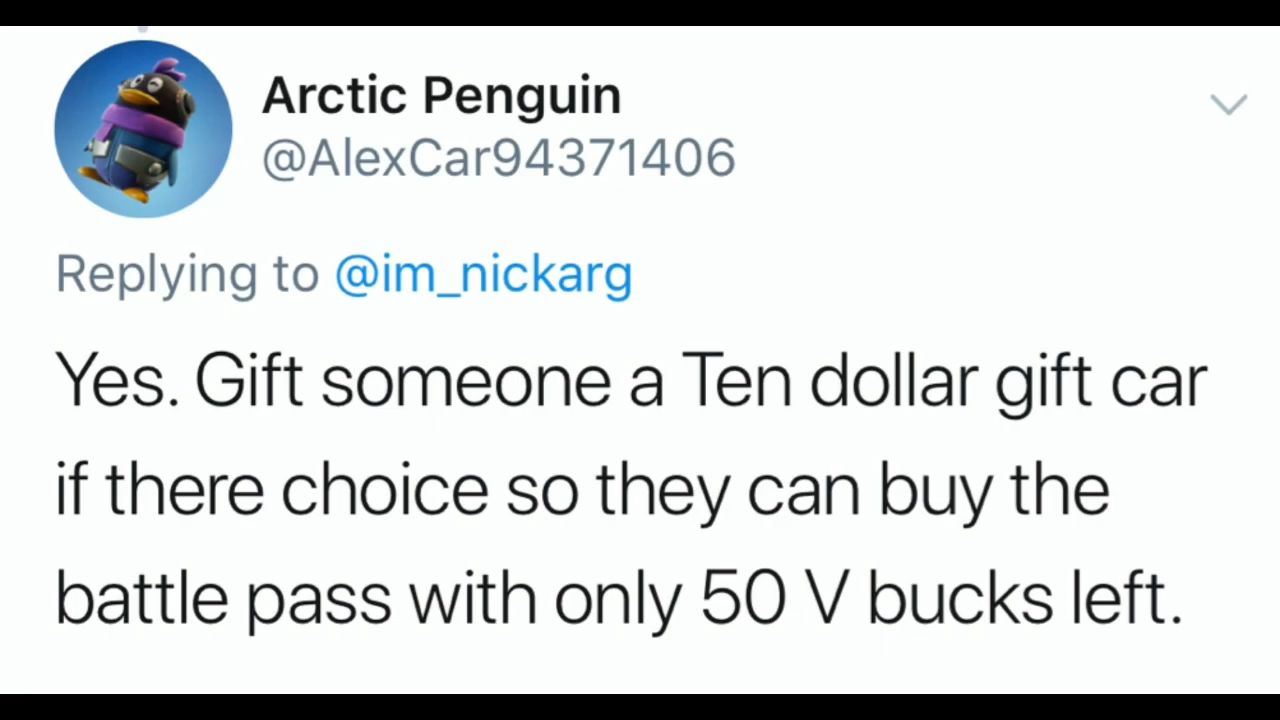 Arctic Penguin
@AlexCar94371406
Replying to @im_nickarg
Yes. Gift someone a Ten dollar gift car
if there choice so they can buy the
battle pass with only 50 V bucks left.